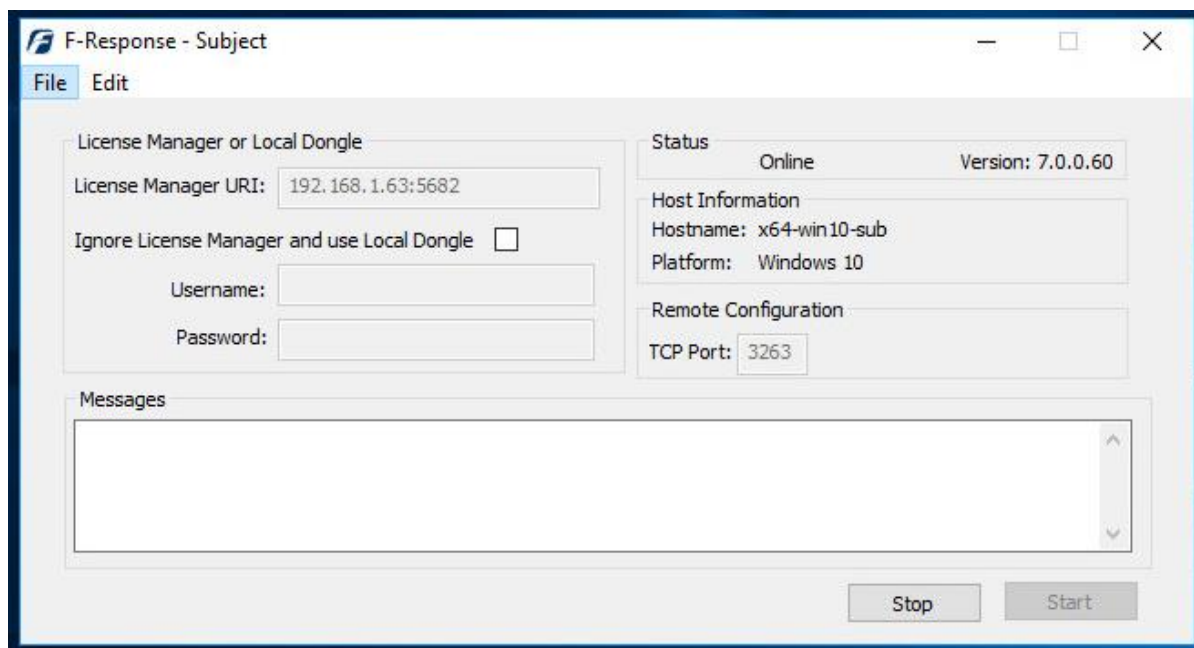 F-Response - Subject
File Edit
License Manager or Local Dongle
License Manager URI: 192.168.1.63:5682
Ignore License Manager and use Local Dongle
Username:
Password:
Status
Online Version: 7.0.0.60
Host Information
Hostname: x64-win10-sub
Platform: Windows 10
Remote Configuration
TCP Port: 3263
Messages
Stop Start